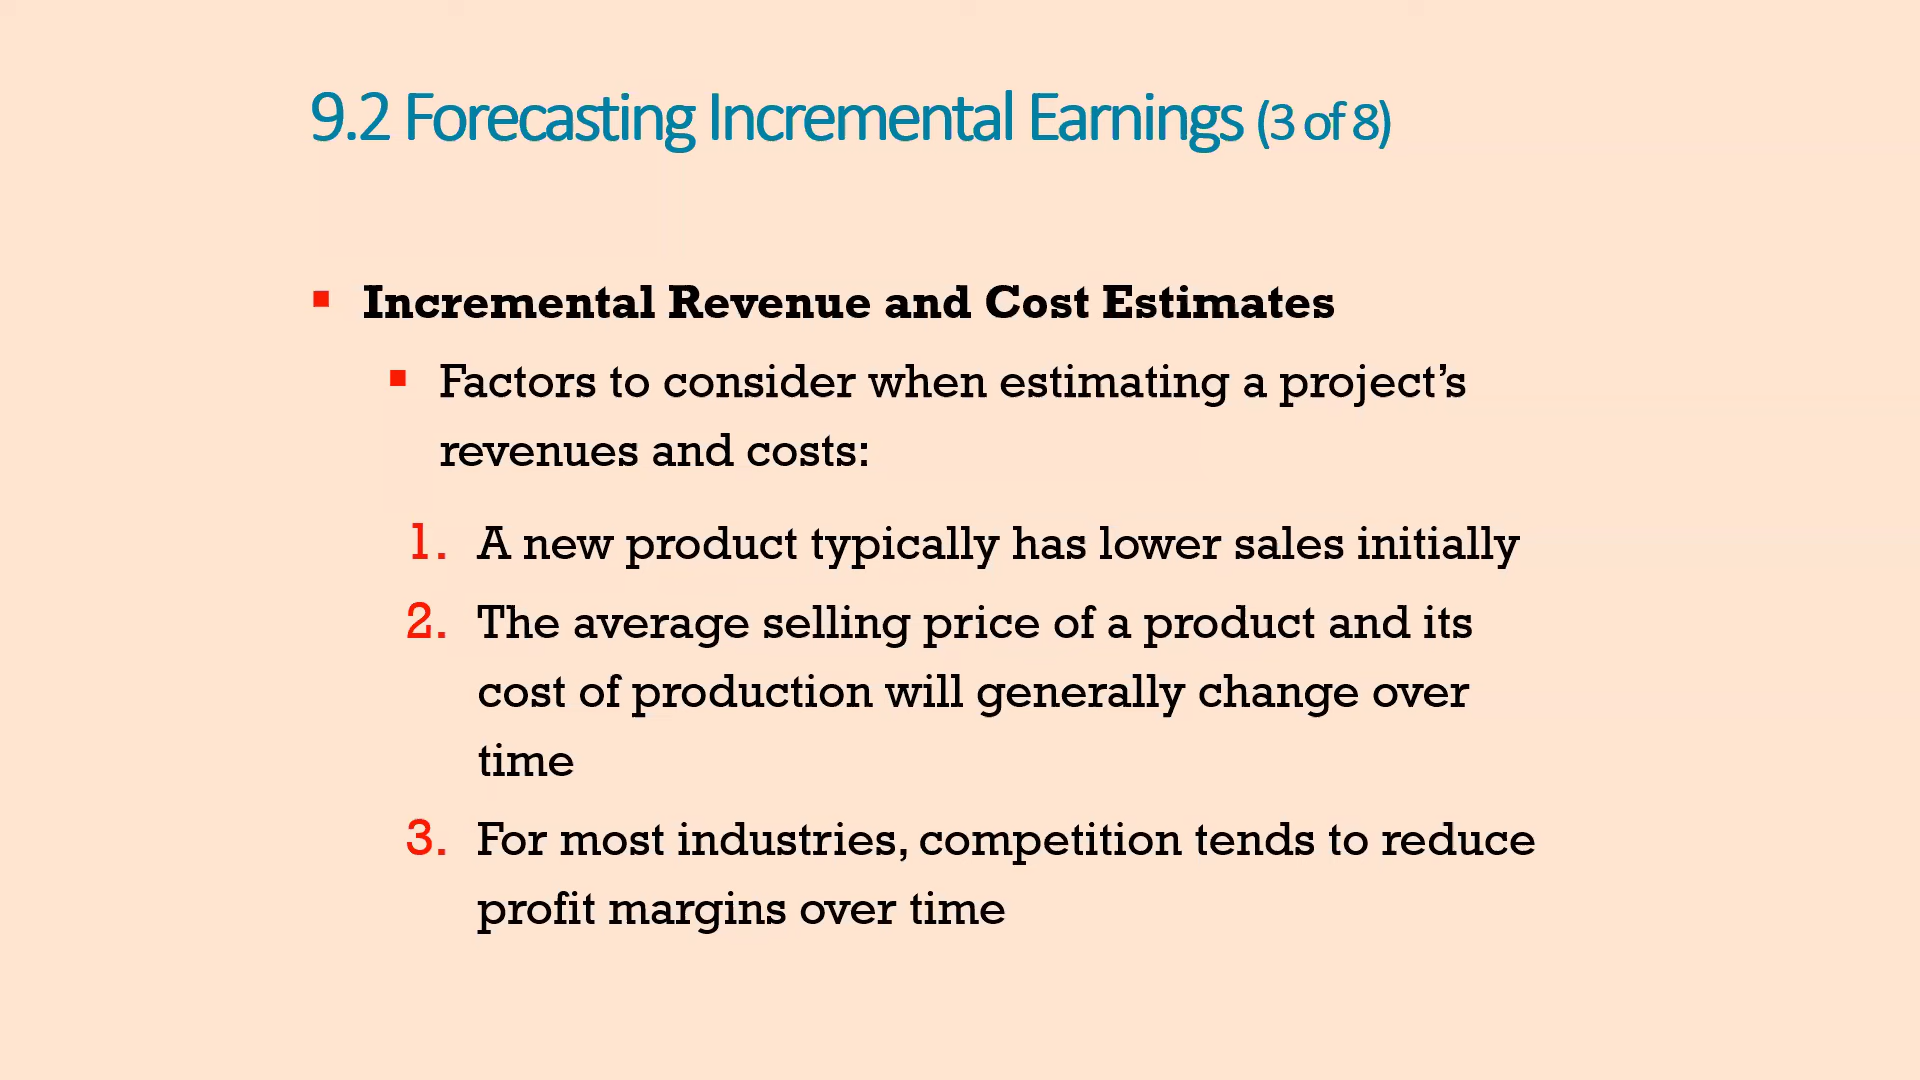 9.2 Forecasting Incremental Earnings (3 of 8)
▪ Incremental Revenue and Cost Estimates
▪ Factors to consider when estimating a project’s
revenues and costs:
1. A new product typically has lower sales initially
2. The average selling price of a product and its
cost of production will generally change over
time
3. For most industries, competition tends to reduce
profit margins over time